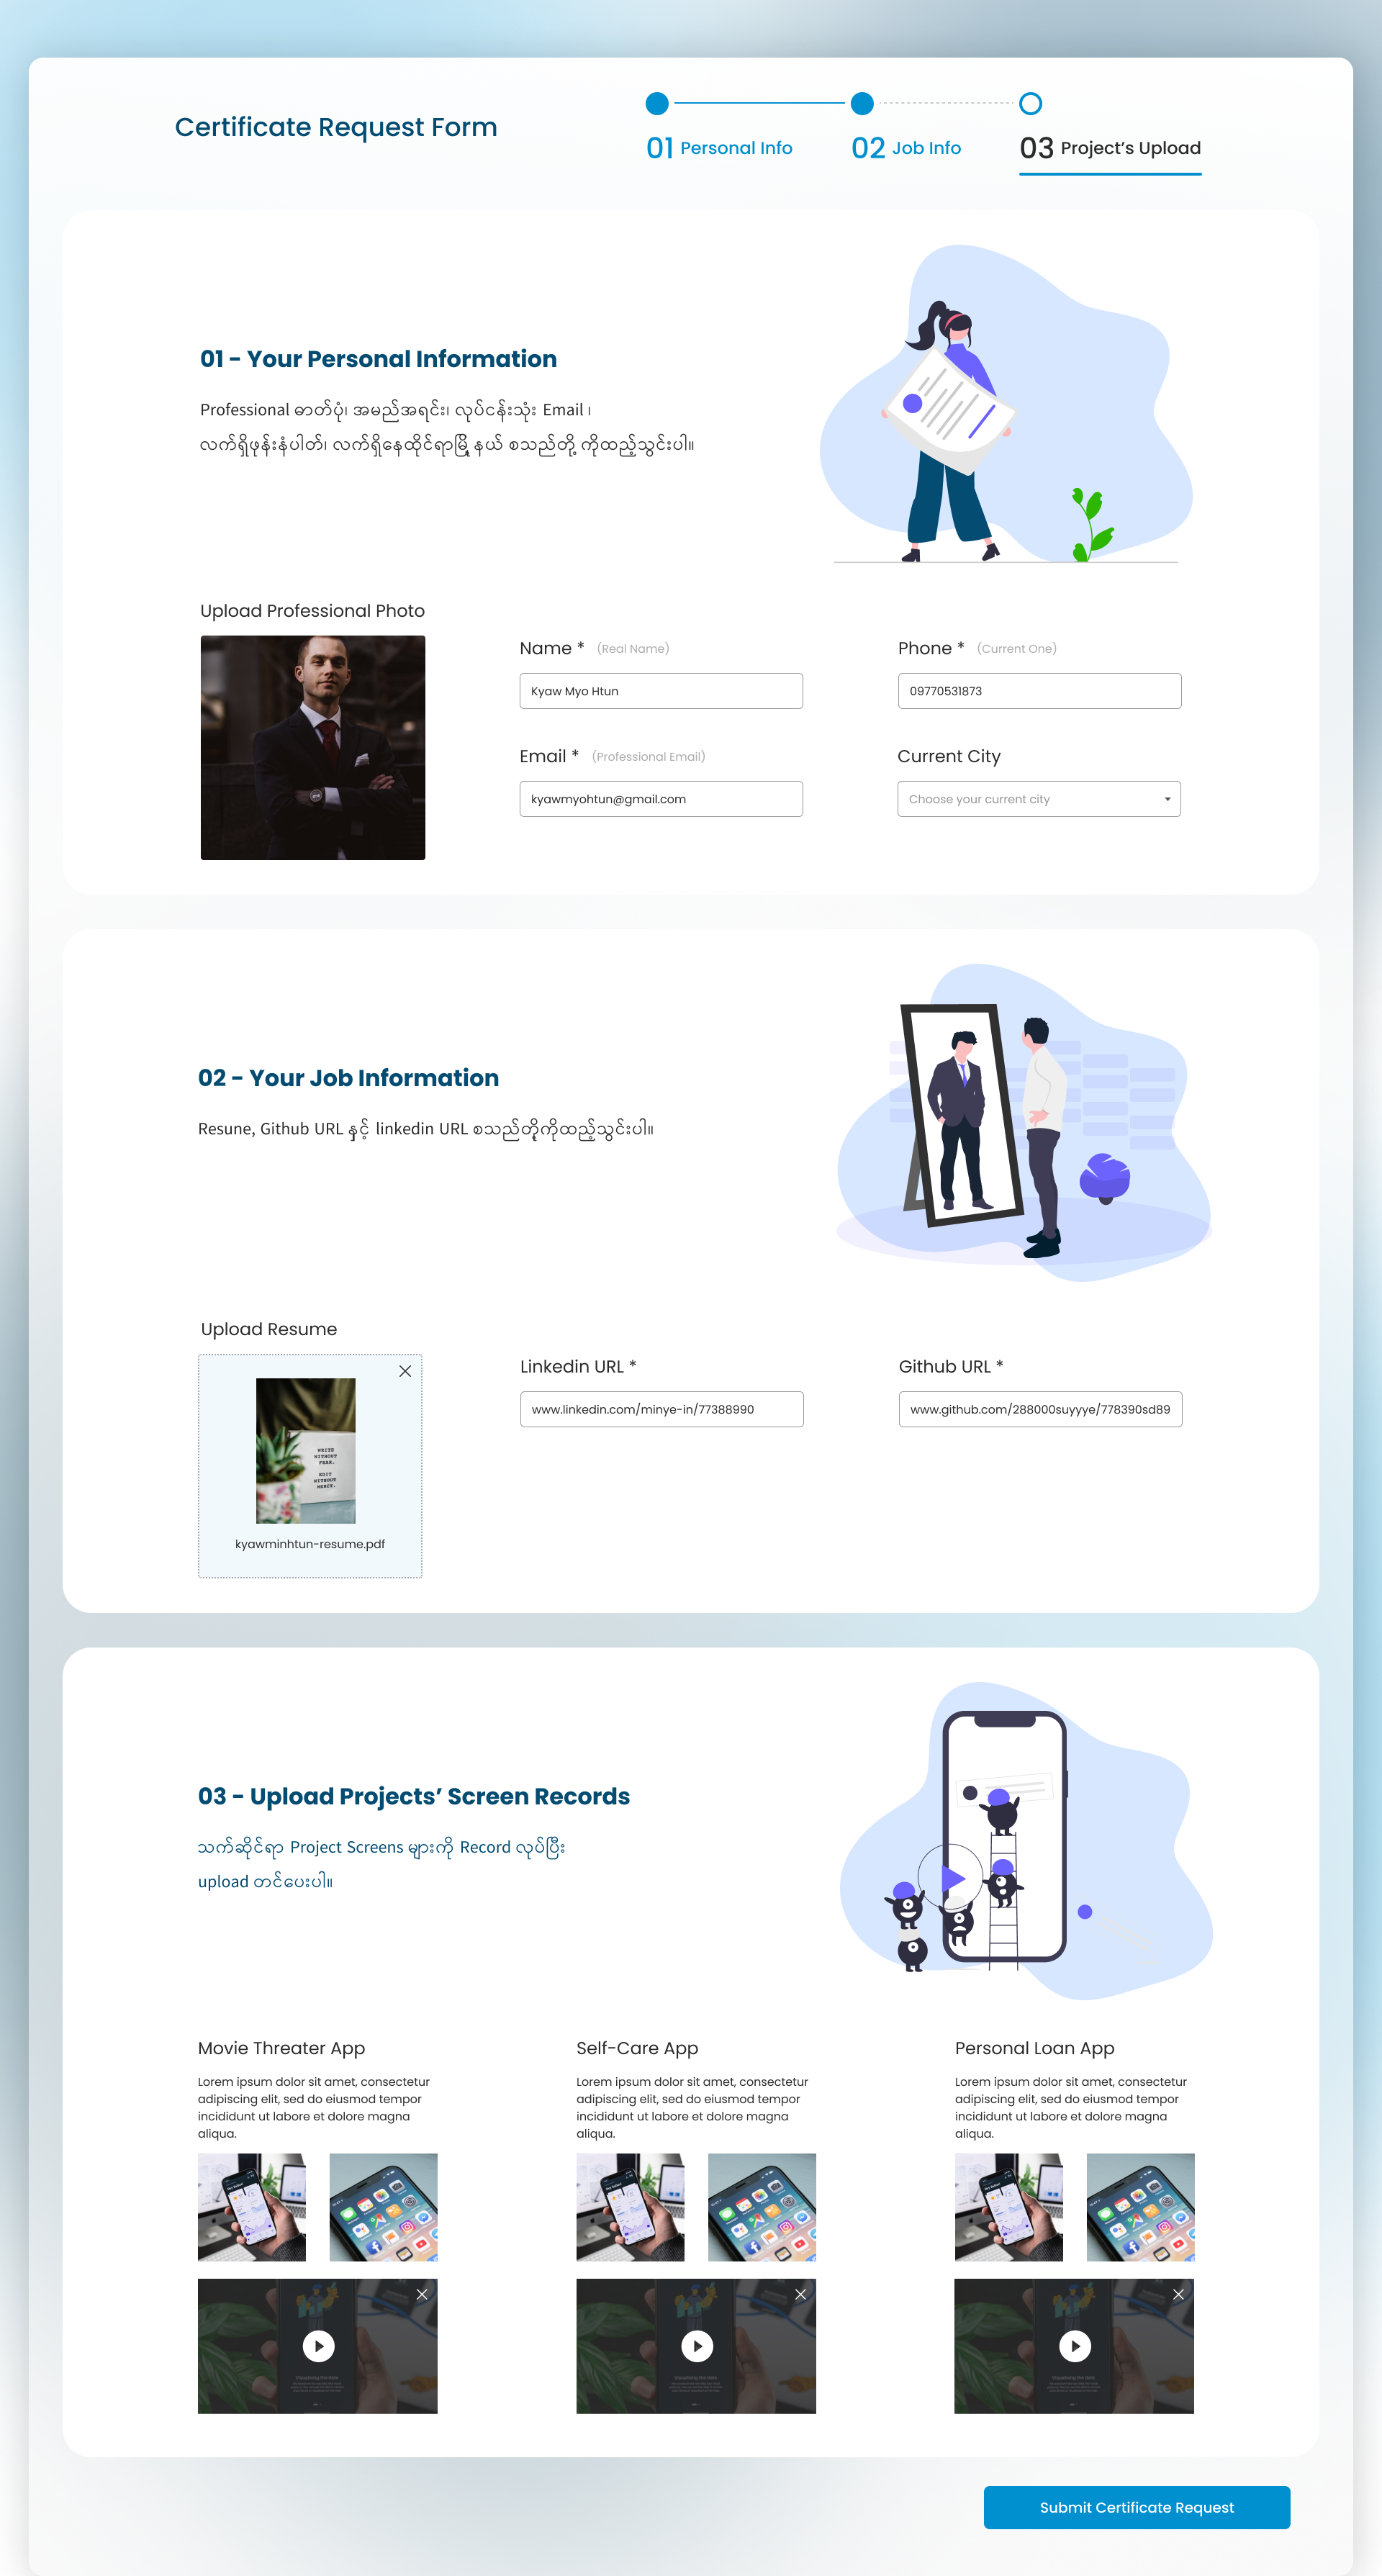 Certificate Request Form
01 Personal Info
02 Job Info
03 Project's Upload
01 - Your Personal Information
Professional ဓာတ်ပုံ၊ အမည်အရင်း၊ လုပ်ငန်းသုံး Email ၊
လက်ရှိဖုန်းနံပါတ်၊ လက်ရှိနေထိုင်ရာမြို့နယ် စသည်တို့ ကိုထည့်သွင်းပါ။
Upload Professional Photo
Name * (Real Name)
Kyaw Myo Htun
Phone * (Current One)
09770531873
Email * (Professional Email)
kyawmyohtun@gmail.com
Current City
Choose your current city
02 - Your Job Information
Resune, Github URL နှင့် linkedin URL စသည်တို့ကိုထည့်သွင်းပါ။
Upload Resume
WRITE
WITHOUT
FEAR.
EDIT
WITHOUT
MERCY.
kyawminhtun-resume.pdf
Linkedin URL *
www.linkedin.com/minye-in/77388990
Github URL *
www.github.com/288000suyyye/778390sd89
03 - Upload Projects' Screen Records
သက်ဆိုင်ရာ Project Screens များကို Record လုပ်ပြီး
upload တင်ပေးပါ။
Movie Threater App
Lorem ipsum dolor sit amet, consectetur
adipiscing elit, sed do eiusmod tempor
incididunt ut labore et dolore magna
aliqua.
Self-Care App
Lorem ipsum dolor sit amet, consectetur
adipiscing elit, sed do eiusmod tempor
incididunt ut labore et dolore magna
aliqua.
Personal Loan App
Lorem ipsum dolor sit amet, consectetur
adipiscing elit, sed do eiusmod tempor
incididunt ut labore et dolore magna
aliqua.
Submit Certificate Request